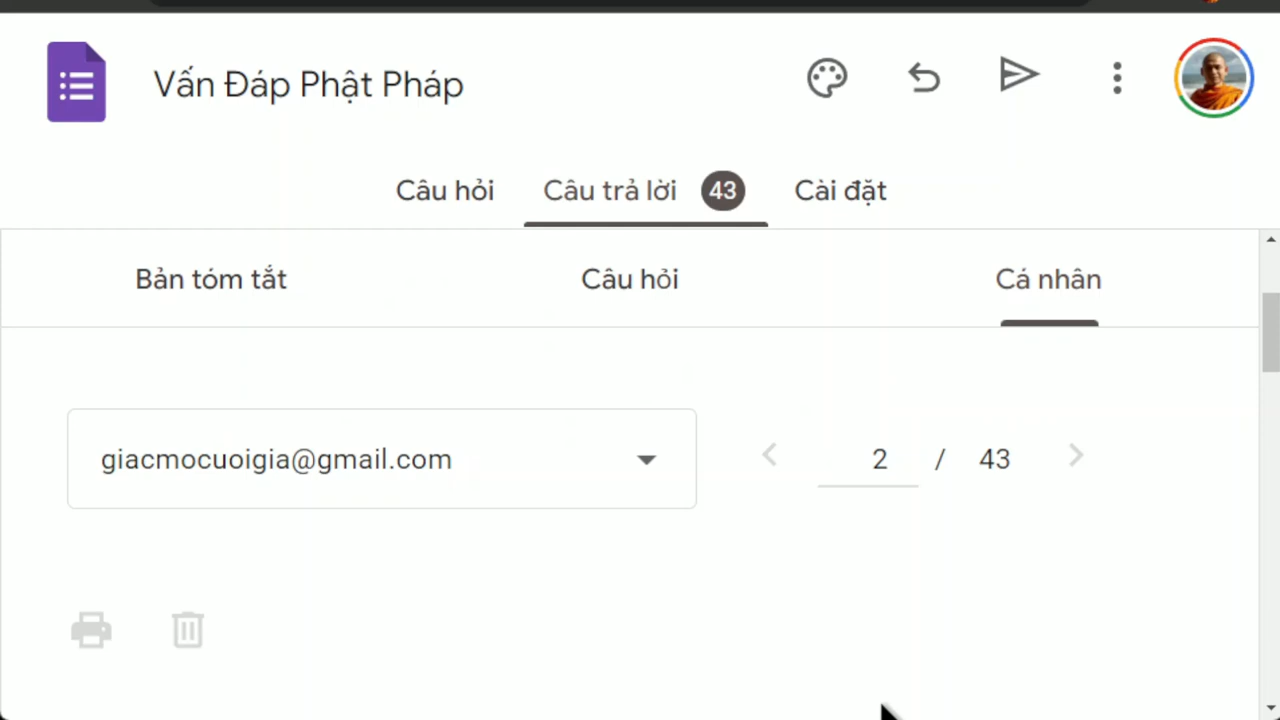 Vấn Đáp Phật Pháp
Câu hỏi Câu trả lời 43 Cài đặt
Bản tóm tắt Câu hỏi Cá nhân
giacmocuoigia@gmail.com 2 / 43